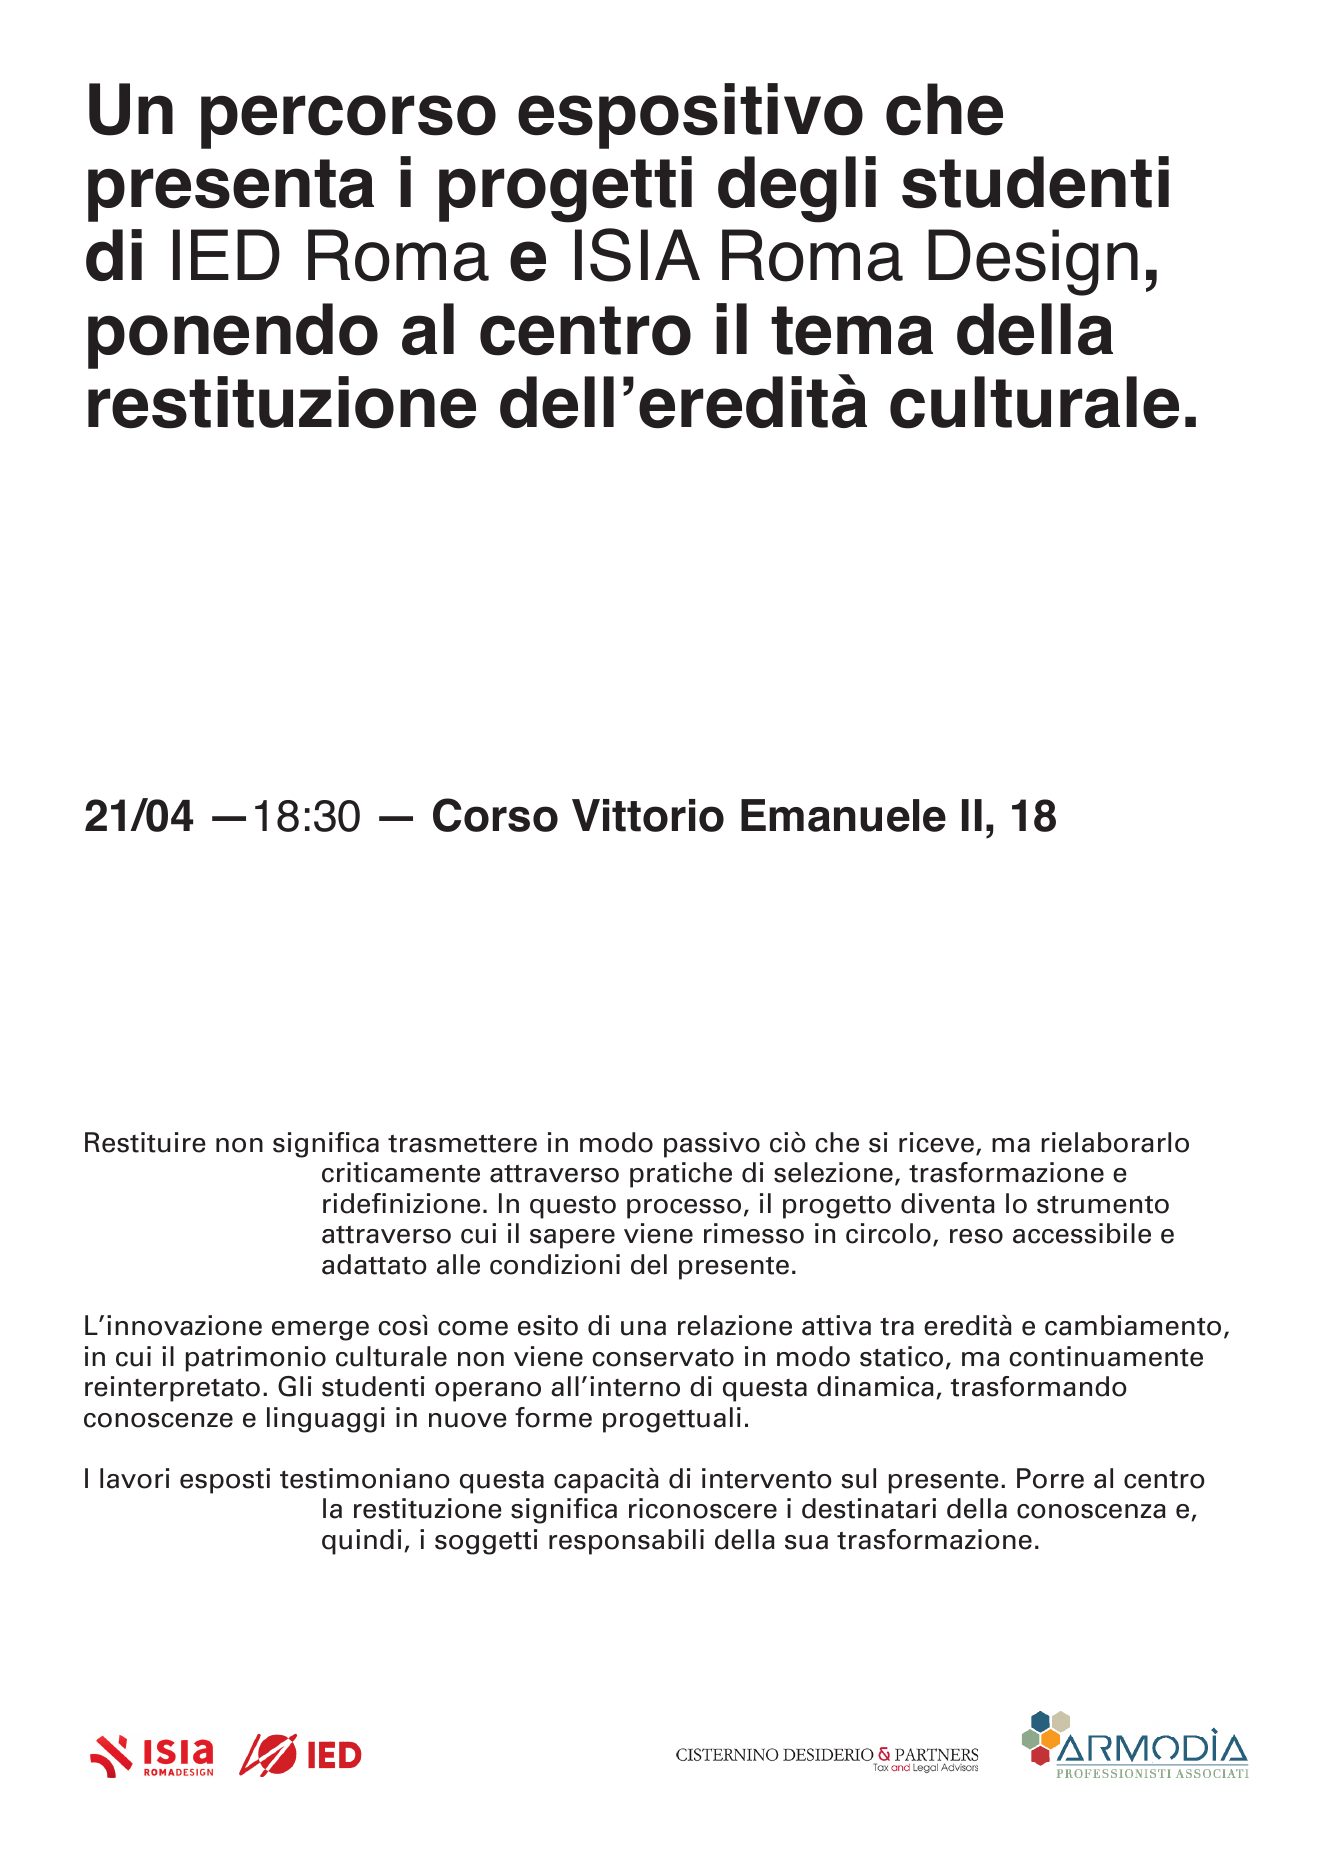 Un percorso espositivo che
presenta i progetti degli studenti
di IED Roma e ISIA Roma Design,
ponendo al centro il tema della
restituzione dell’eredità culturale.
21/04 —18:30 — Corso Vittorio Emanuele II, 18
Restituire non significa trasmettere in modo passivo ciò che si riceve, ma rielaborarlo
criticamente attraverso pratiche di selezione, trasformazione e
ridefinizione. In questo processo, il progetto diventa lo strumento
attraverso cui il sapere viene rimesso in circolo, reso accessibile e
adattato alle condizioni del presente.
L’innovazione emerge così come esito di una relazione attiva tra eredità e cambiamento,
in cui il patrimonio culturale non viene conservato in modo statico, ma continuamente
reinterpretato. Gli studenti operano all’interno di questa dinamica, trasformando
conoscenze e linguaggi in nuove forme progettuali.
I lavori esposti testimoniano questa capacità di intervento sul presente. Porre al centro
la restituzione significa riconoscere i destinatari della conoscenza e,
quindi, i soggetti responsabili della sua trasformazione.
ISIA
ROMADESIGN
IED
CISTERNINO DESIDERIO & PARTNERS
Tax and Legal Advisors
ARMODÌA
PROFESSIONISTI ASSOCIATI